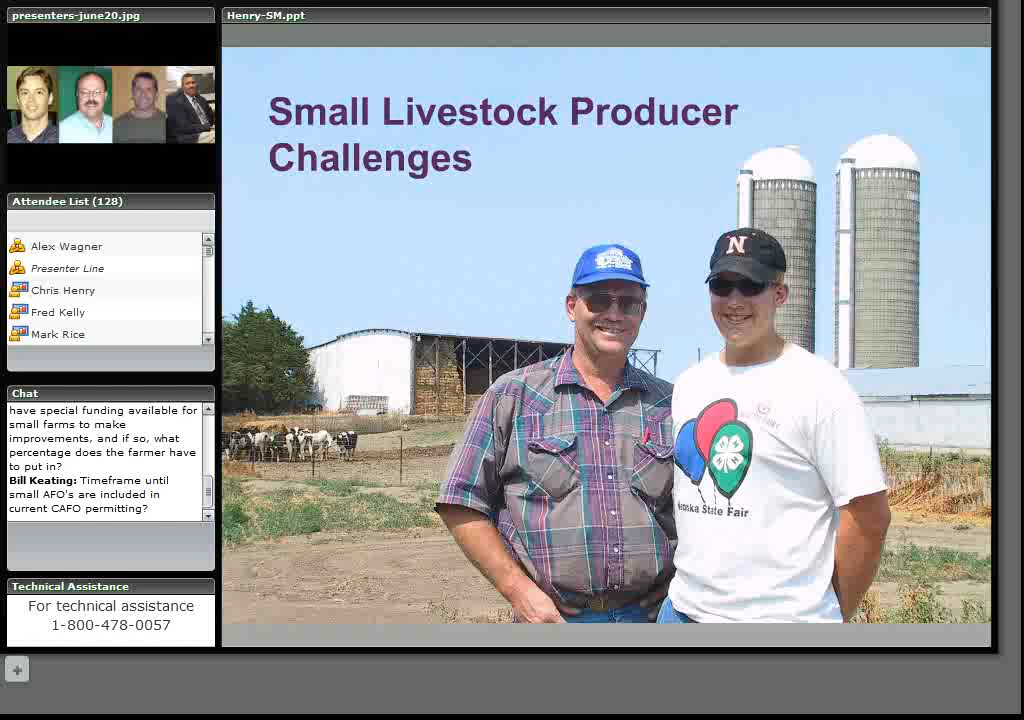 presenters-june20.jpg
Henry-SM.ppt
Small Livestock Producer
Challenges
N
H H
H H
Nebraska State Fair
Attendee List (128)
Alex Wagner
Presenter Line
Chris Henry
Fred Kelly
Mark Rice
Chat
have special funding available for
small farms to make
improvements, and if so, what
percentage does the farmer have
to put in?
Bill Keating: Timeframe until
small AFO's are included in
current CAFO permitting?
Technical Assistance
For technical assistance
1-800-478-0057